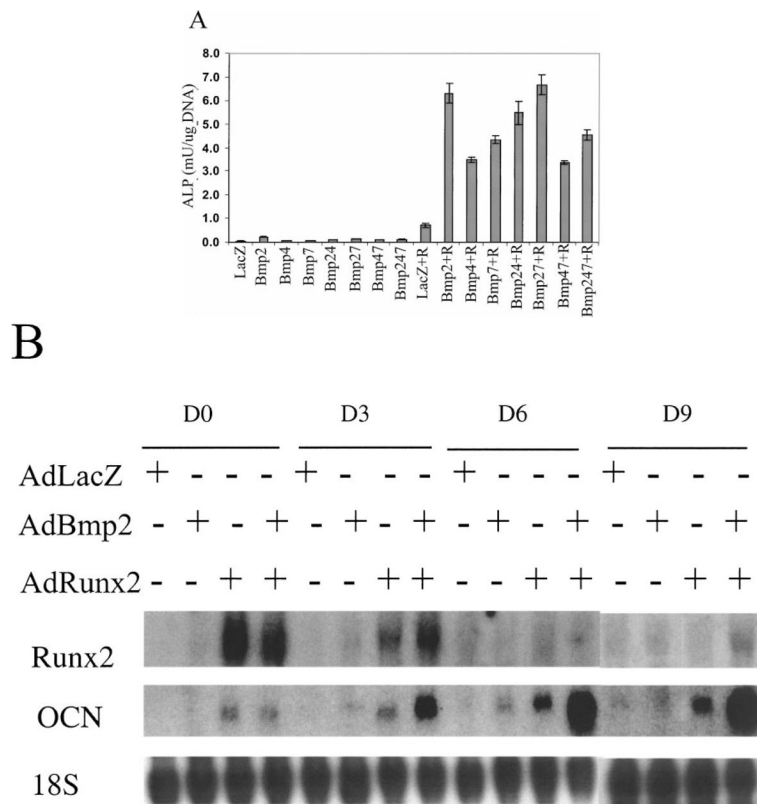 A
8.0
7.0
6.0
5.0
4.0
3.0
2.0
1.0
0.0
ALP (mU/ug DNA)
LacZ
Bmp2
Bmp4
Bmp7
Bmp24
Bmp27
Bmp47
Bmp247
LacZ+R
Bmp2+R
Bmp4+R
Bmp7+R
Bmp24+R
Bmp27+R
Bmp47+R
Bmp247+R
B
D0 D3 D6 D9
AdLacZ + - - - + - - - + - - - + - - -
AdBmp2 - + - + - + - + - + - + - + - +
AdRunx2 - - + + - - + + - - + + - - + +
Runx2
OCN
18S